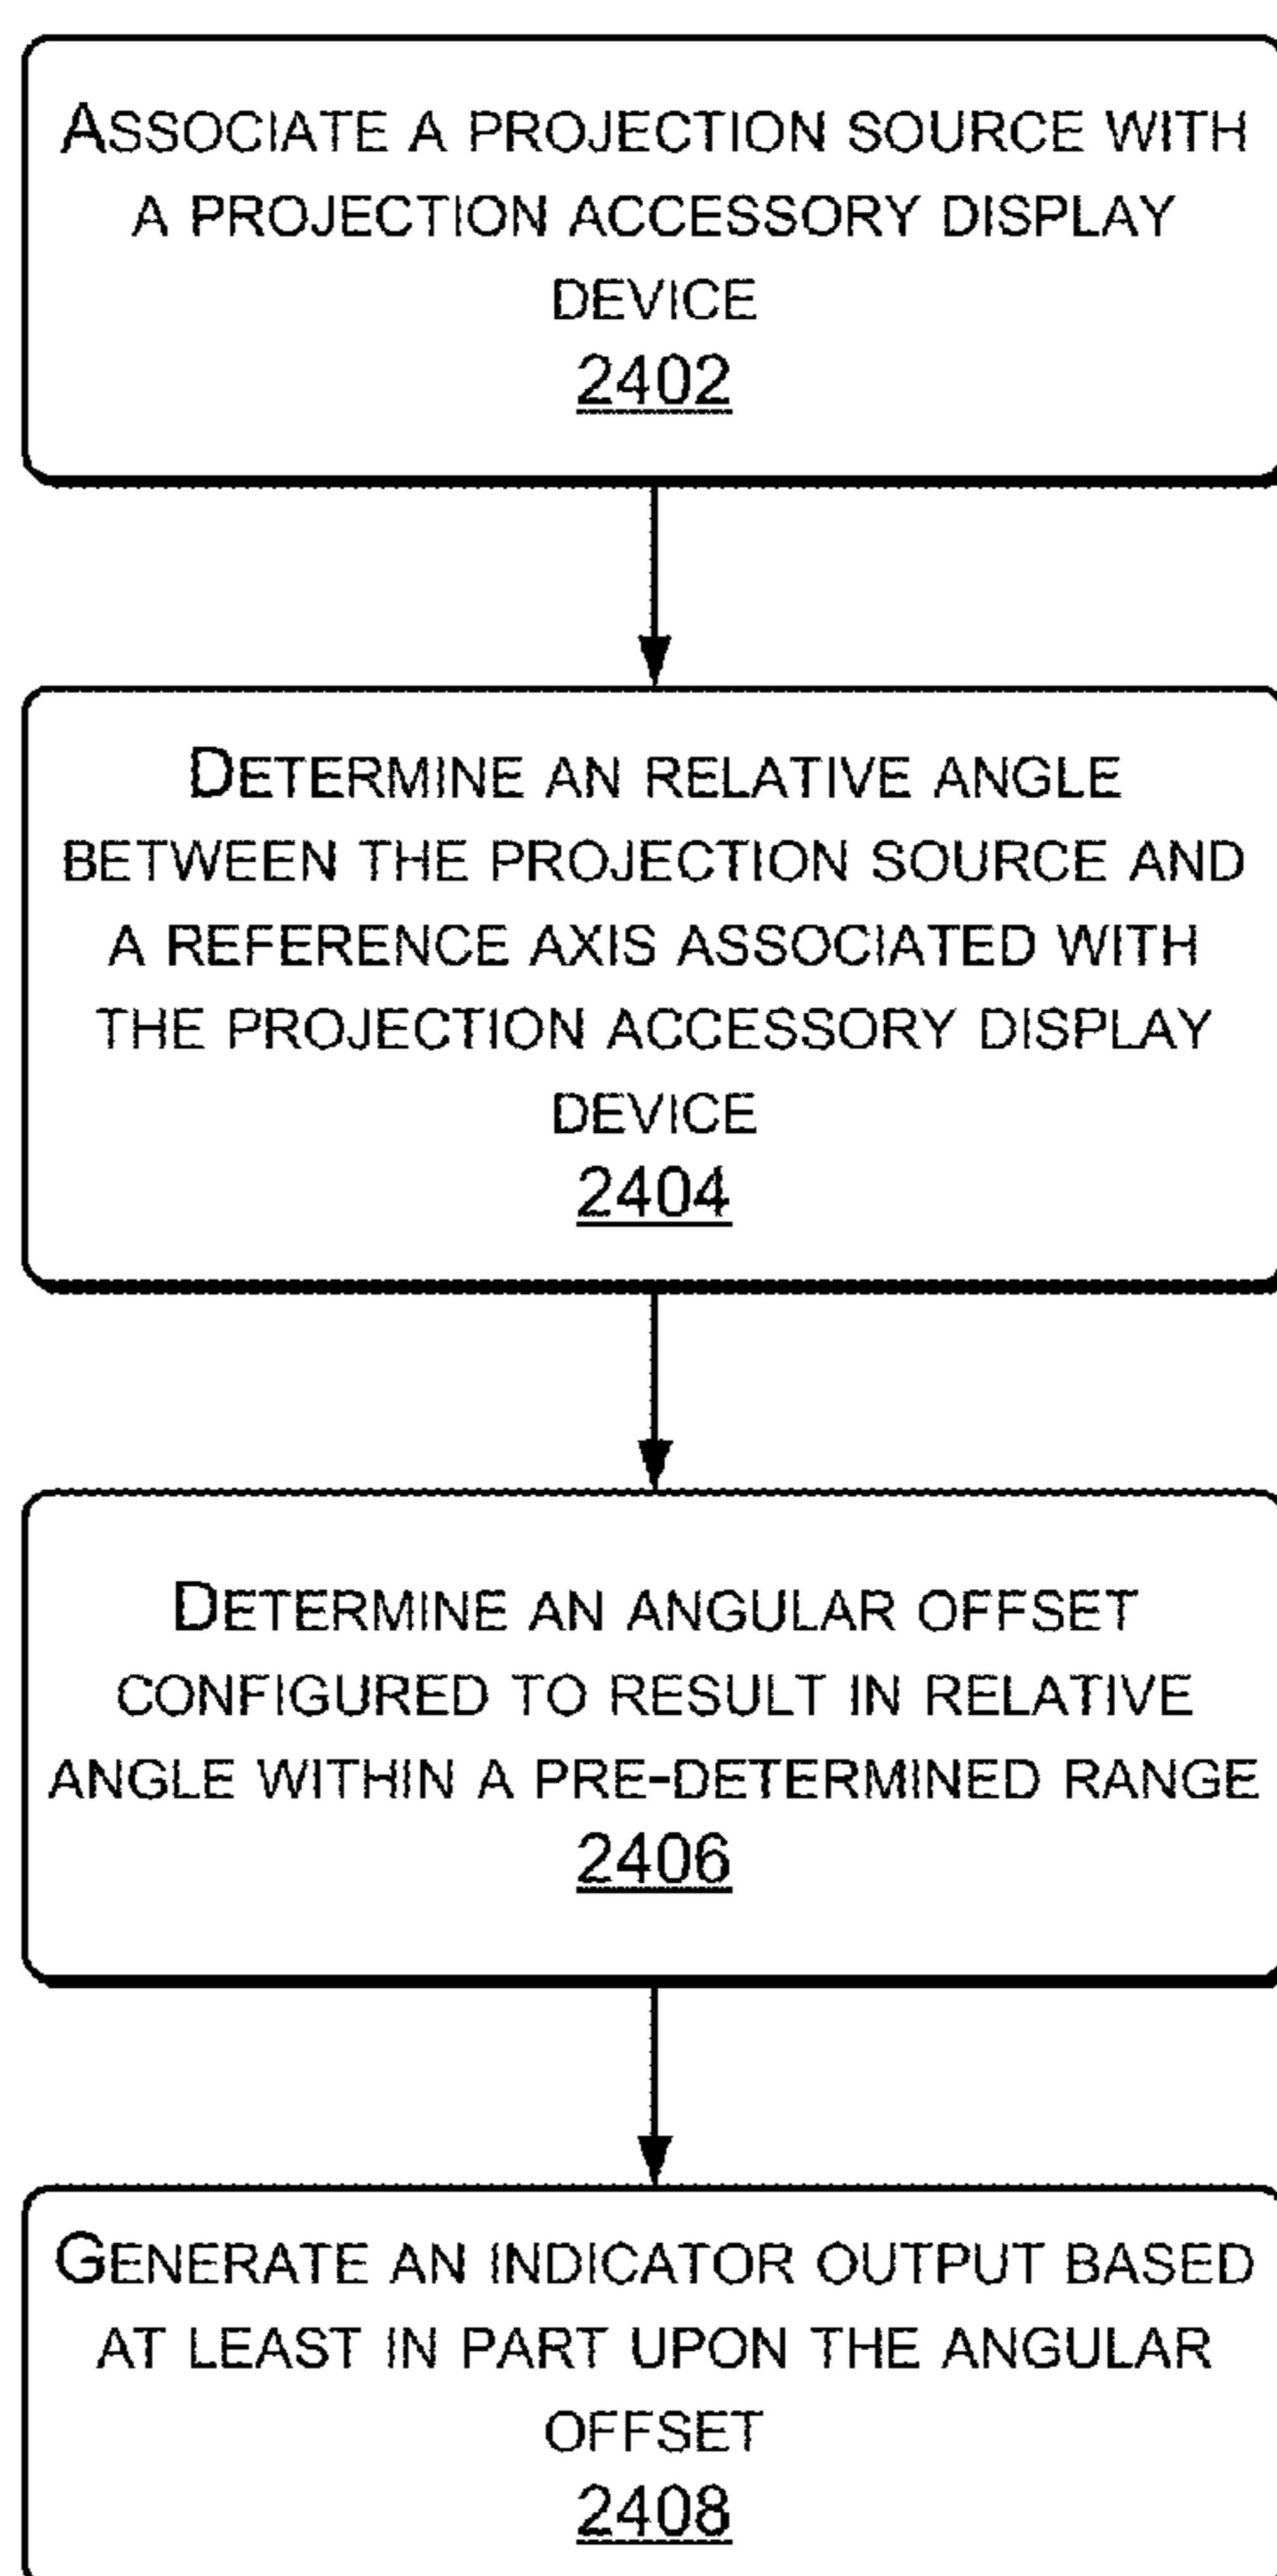 ASSOCIATE A PROJECTION SOURCE WITH
A PROJECTION ACCESSORY DISPLAY
DEVICE
2402
DETERMINE AN RELATIVE ANGLE
BETWEEN THE PROJECTION SOURCE AND
A REFERENCE AXIS ASSOCIATED WITH
THE PROJECTION ACCESSORY DISPLAY
DEVICE
2404
DETERMINE AN ANGULAR OFFSET
CONFIGURED TO RESULT IN RELATIVE
ANGLE WITHIN A PRE-DETERMINED RANGE
2406
GENERATE AN INDICATOR OUTPUT BASED
AT LEAST IN PART UPON THE ANGULAR
OFFSET
2408